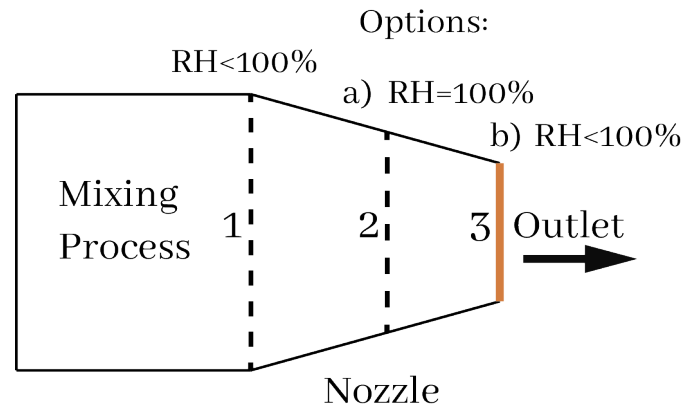 Options:
RH<100%
a) RH=100%
b) RH<100%
Mixing
Process
1
2
3
Outlet
Nozzle